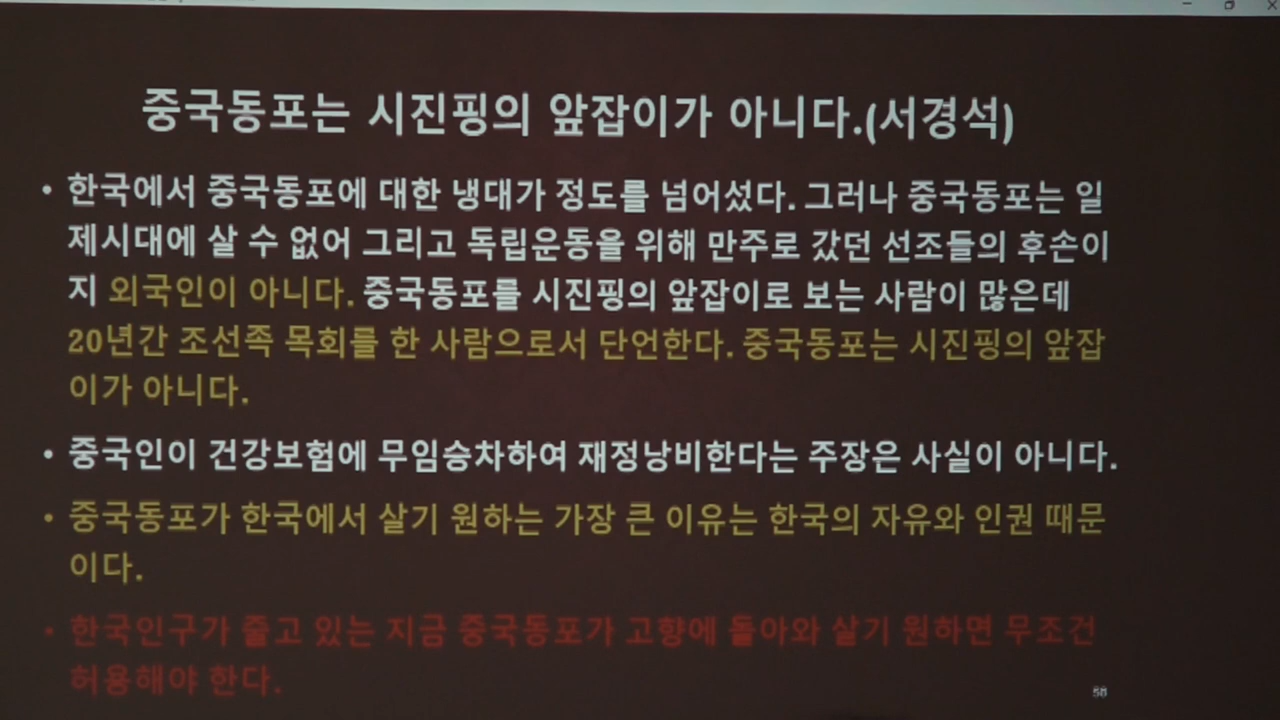 중국동포는 시진핑의 앞잡이가 아니다.(서경석)
• 한국에서 중국동포에 대한 냉대가 정도를 넘어섰다. 그러나 중국동포는 일
제시대에 살 수 없어 그리고 독립운동을 위해 만주로 갔던 선조들의 후손이
지 외국인이 아니다. 중국동포를 시진핑의 앞잡이로 보는 사람이 많은데
20년간 조선족 목회를 한 사람으로서 단언한다. 중국동포는 시진핑의 앞잡
이가 아니다.
• 중국인이 건강보험에 무임승차하여 재정낭비한다는 주장은 사실이 아니다.
• 중국동포가 한국에서 살기 원하는 가장 큰 이유는 한국의 자유와 인권 때문
이다.
• 한국인구가 줄고 있는 지금 중국동포가 고향에 돌아와 살기 원하면 무조건
허용해야 한다.
58